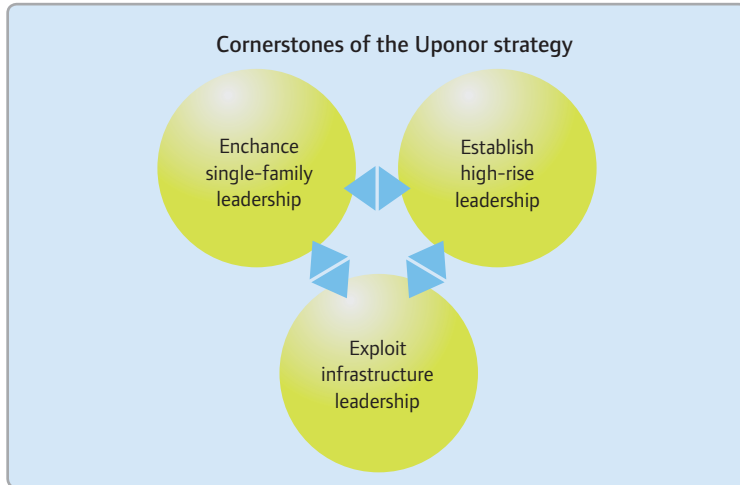 Cornerstones of the Uponor strategy
Enchance
single-family
leadership
Establish
high-rise
leadership
Exploit
infrastructure
leadership